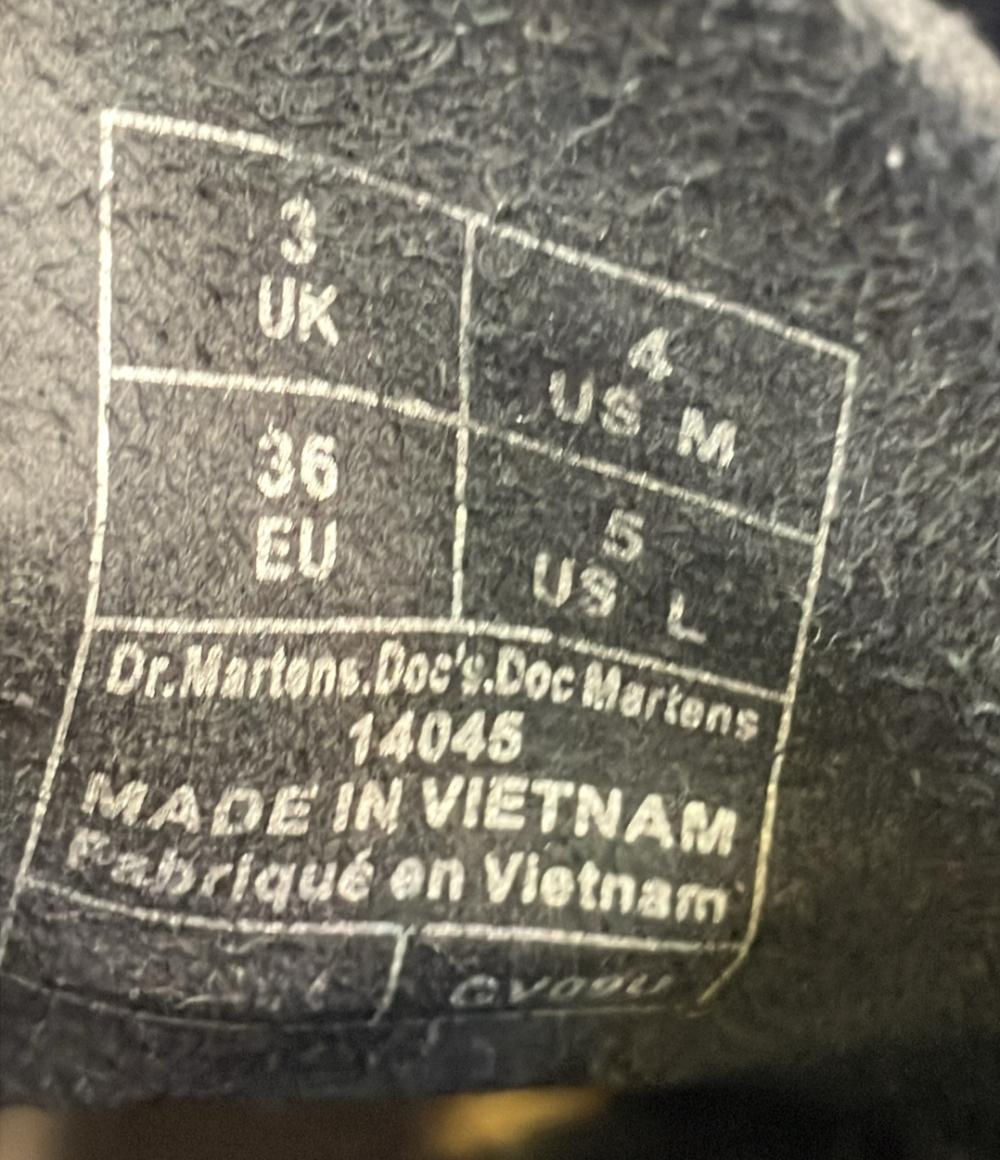 3
UK
4
US M
36
EU
5
US L
Dr.Martens.Doc's.Doc Martens
14045
MADE IN VIETNAM
Fabriqué en Vietnam